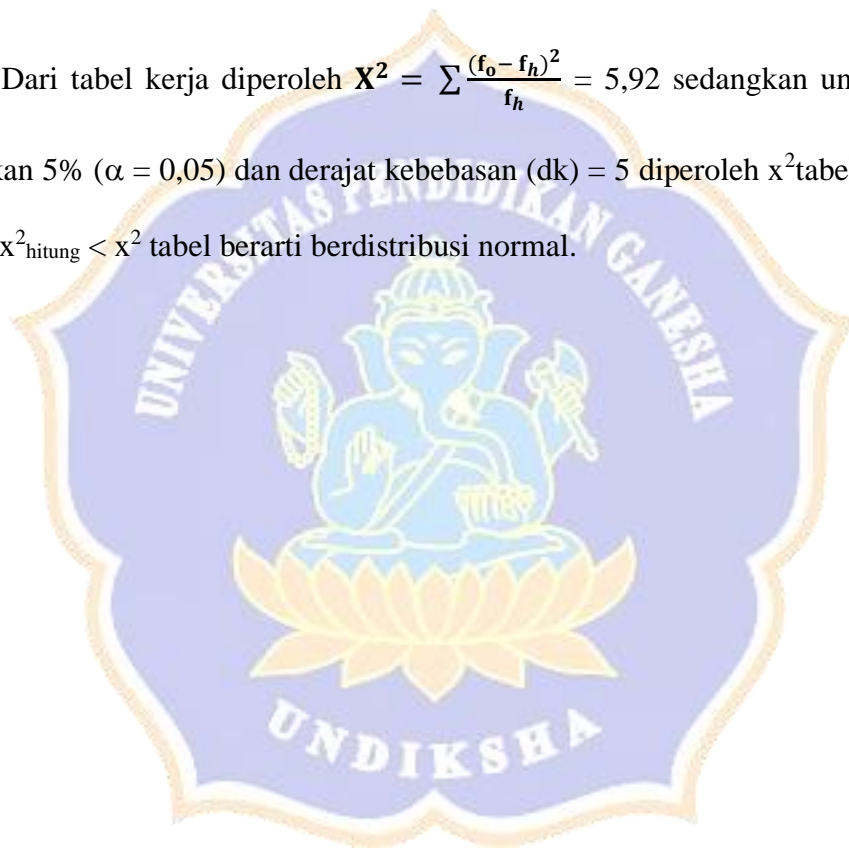 Dari tabel kerja diperoleh X² = ∑ (f₀ − fₕ)² / fₕ = 5,92 sedangkan un
kan 5% (α = 0,05) dan derajat kebebasan (dk) = 5 diperoleh x²tabe
x²hitung < x² tabel berarti berdistribusi normal.
UNIVERSITAS PENDIDIKAN GANESHA
UNDIKSHA